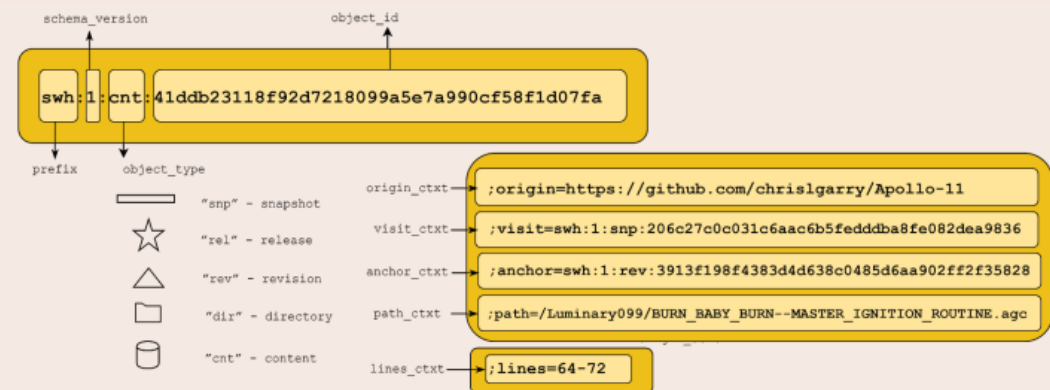 schema_version
object_id
swh:1:cnt:41ddb23118f92d7218099a5e7a990cf58f1d07fa
prefix
object_type
"snp" - snapshot
"rel" - release
"rev" - revision
"dir" - directory
"cnt" - content
origin_ctxt
;origin=https://github.com/chrislgarry/Apollo-11
visit_ctxt
;visit=swh:1:snp:206c27c0c031c6aac6b5fedddba8fe082dea9836
anchor_ctxt
;anchor=swh:1:rev:3913f198f4383d4d638c0485d6aa902ff2f35828
path_ctxt
;path=/Luminary099/BURN_BABY_BURN--MASTER_IGNITION_ROUTINE.agc
lines_ctxt
;lines=64-72